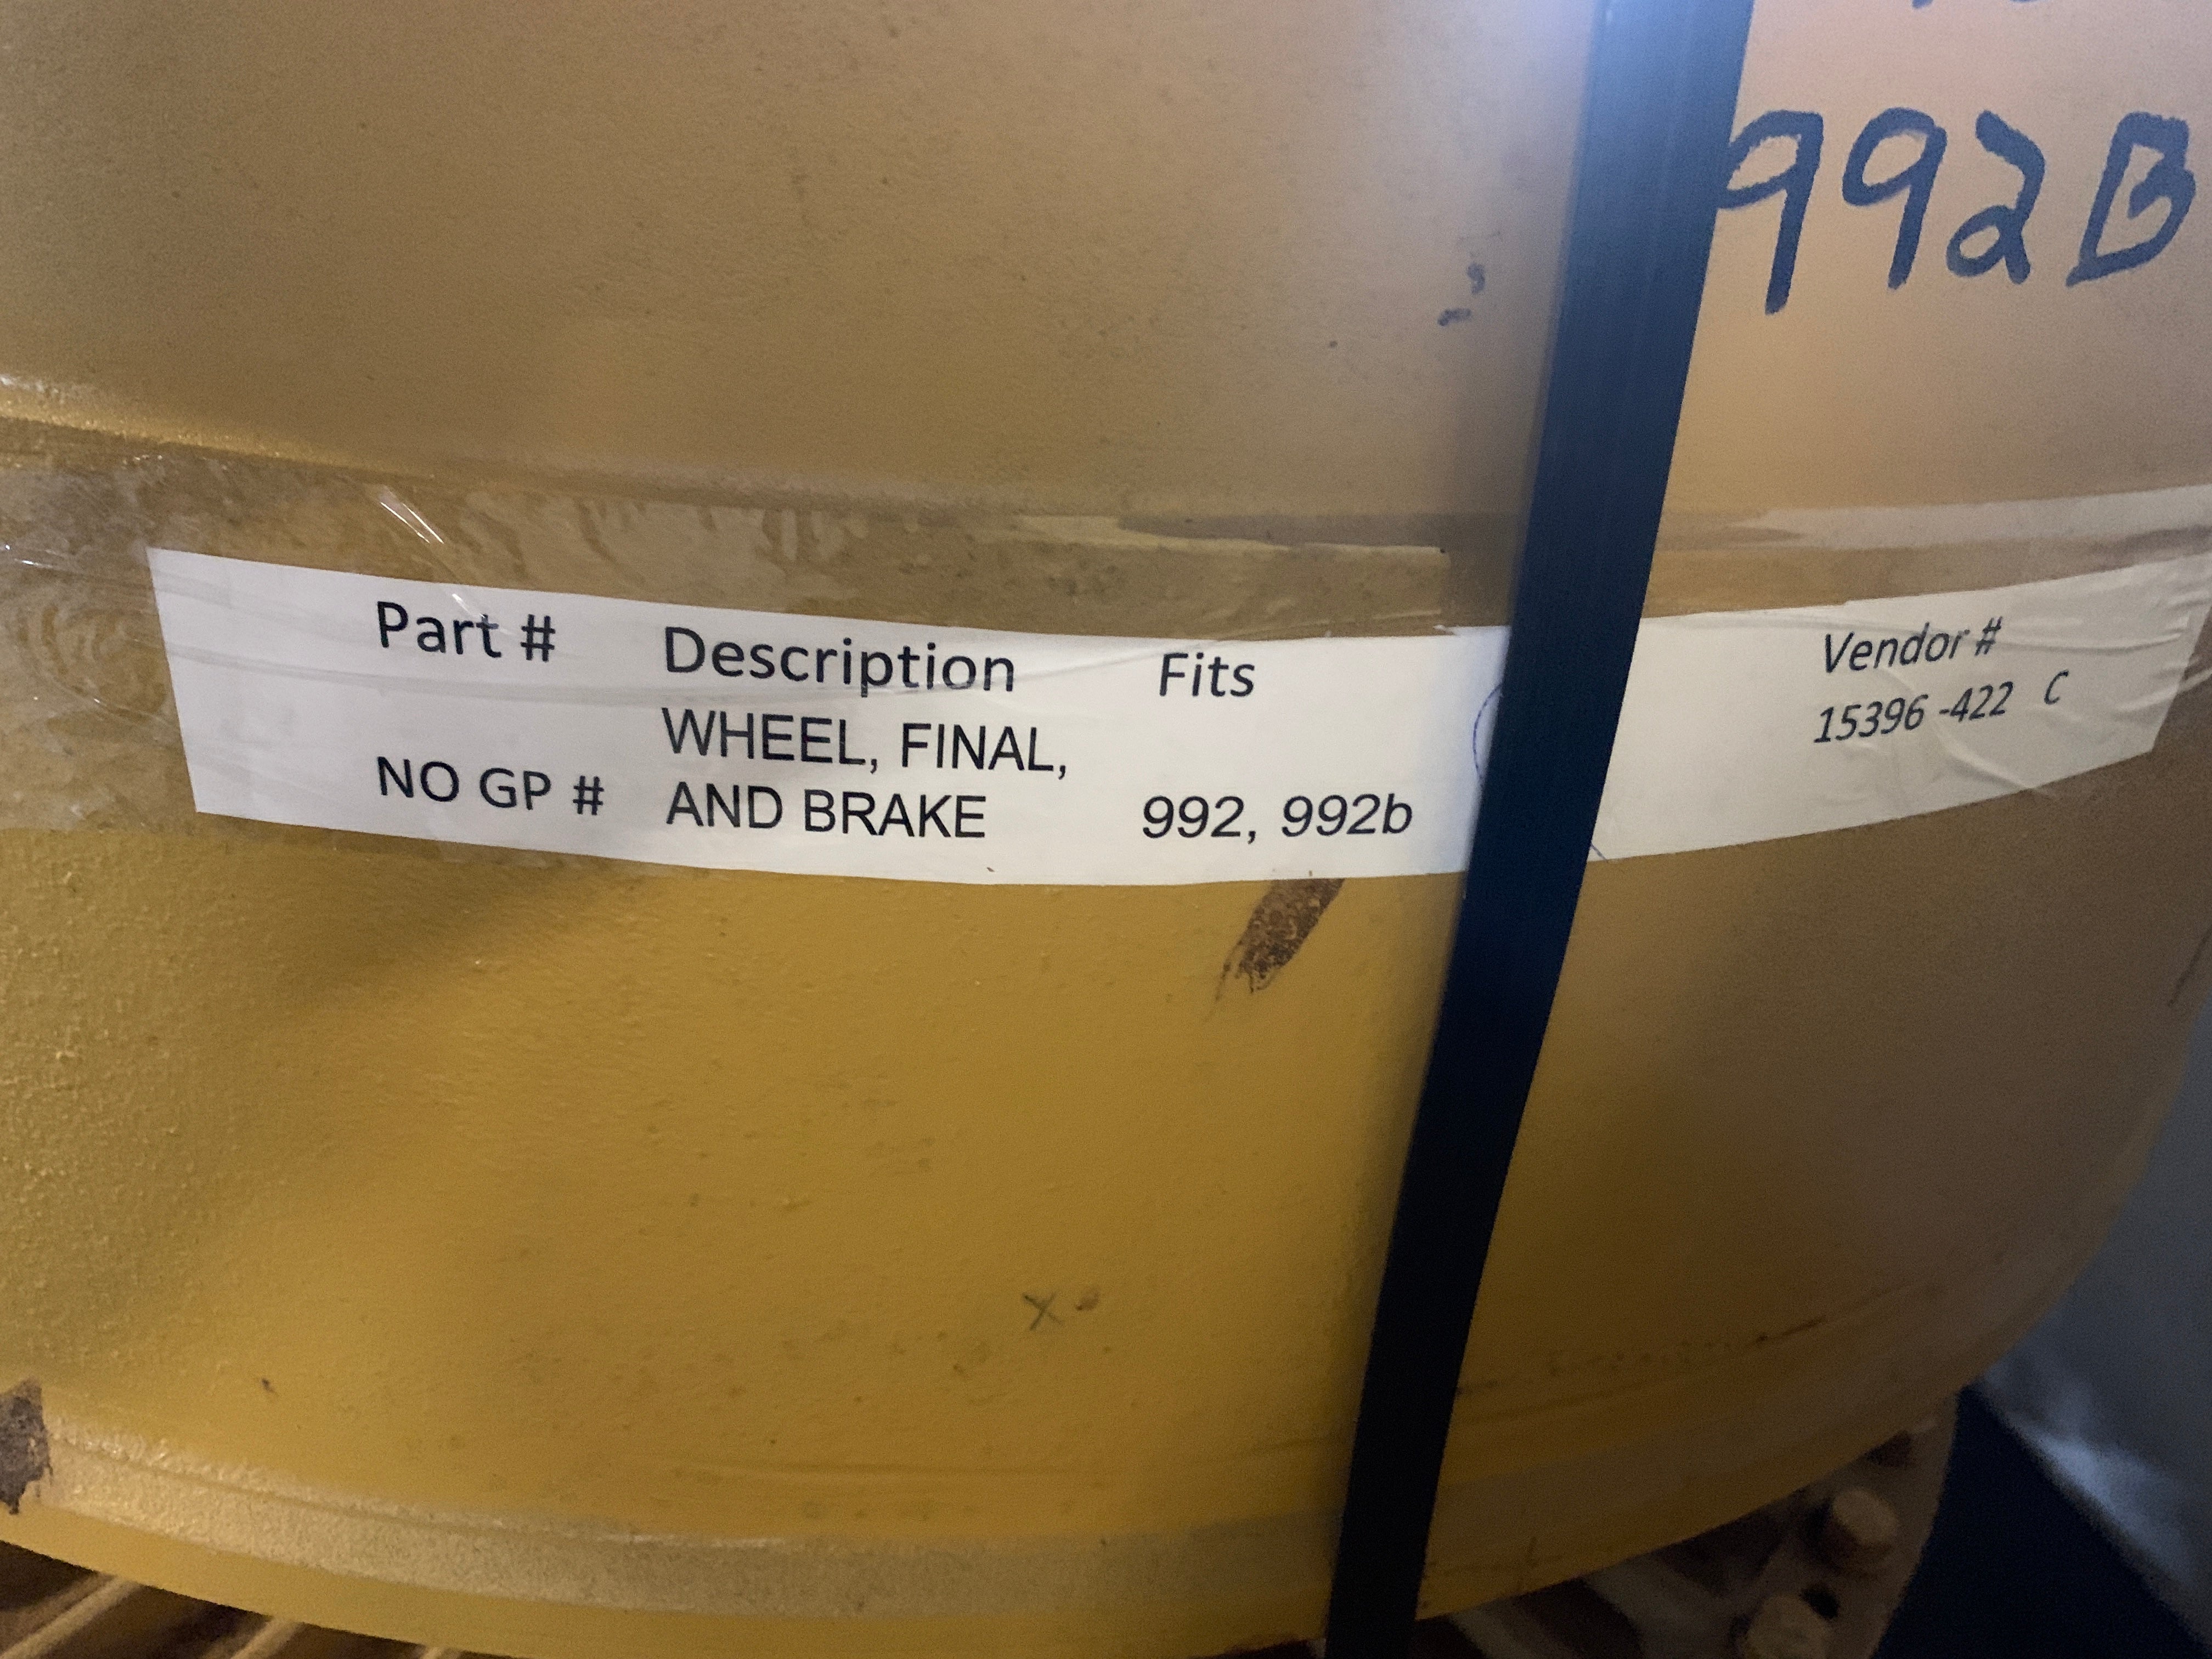 992B
Part # Description Fits Vendor #
15396 -422 C
WHEEL, FINAL,
NO GP # AND BRAKE 992, 992b